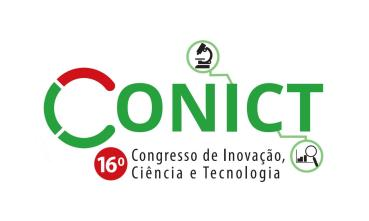 CONICT
16º Congresso de Inovação,
Ciência e Tecnologia